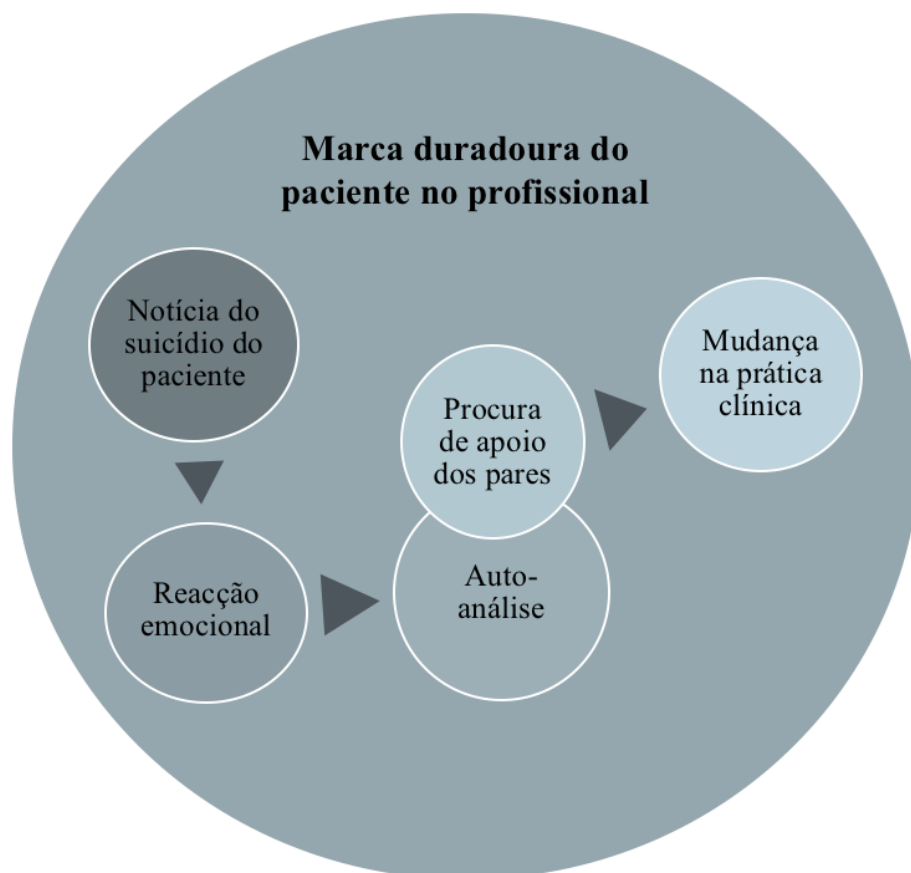 Marca duradoura do
paciente no profissional
Notícia do
suicídio do
paciente
Reacção
emocional
Procura
de apoio
dos pares
Auto-
análise
Mudança
na prática
clínica